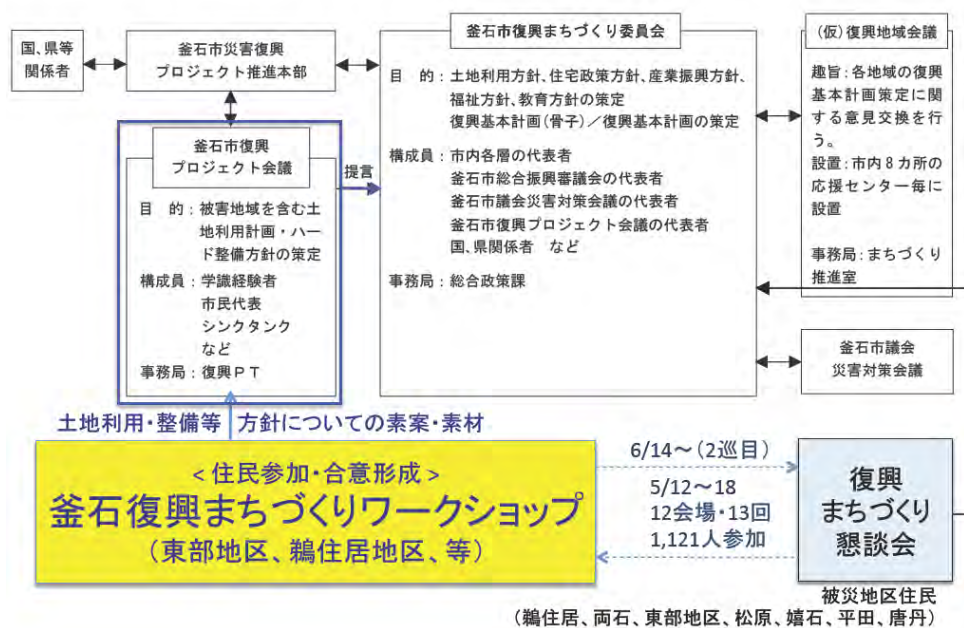 国、県等
関係者
釜石市災害復興
プロジェクト推進本部
釜石市復興まちづくり委員会
目　的：土地利用方針、住宅政策方針、産業振興方針、
福祉方針、教育方針の策定
復興基本計画（骨子）／復興基本計画の策定
構成員：市内各層の代表者
釜石市総合振興審議会の代表者
釜石市議会災害対策会議の代表者
釜石市復興プロジェクト会議の代表者
国、県関係者　など
事務局：総合政策課
（仮）復興地域会議
趣旨：各地域の復興
基本計画策定に関
する意見交換を行
う。
設置：市内８カ所の
応援センター毎に
設置
事務局：まちづくり
推進室
釜石市復興
プロジェクト会議
目　的：被害地域を含む土
地利用計画・ハー
ド整備方針の策定
構成員：学識経験者
市民代表
シンクタンク
など
事務局：復興ＰＴ
提言
釜石市議会
災害対策会議
土地利用・整備等　方針についての素案・素材
＜住民参加・合意形成＞
釜石復興まちづくりワークショップ
（東部地区、鵜住居地区、等）
6/14～（2巡目）
5/12～18
12会場・13回
1,121人参加
復興
まちづくり
懇談会
被災地区住民
（鵜住居、両石、東部地区、松原、嬉石、平田、唐丹）